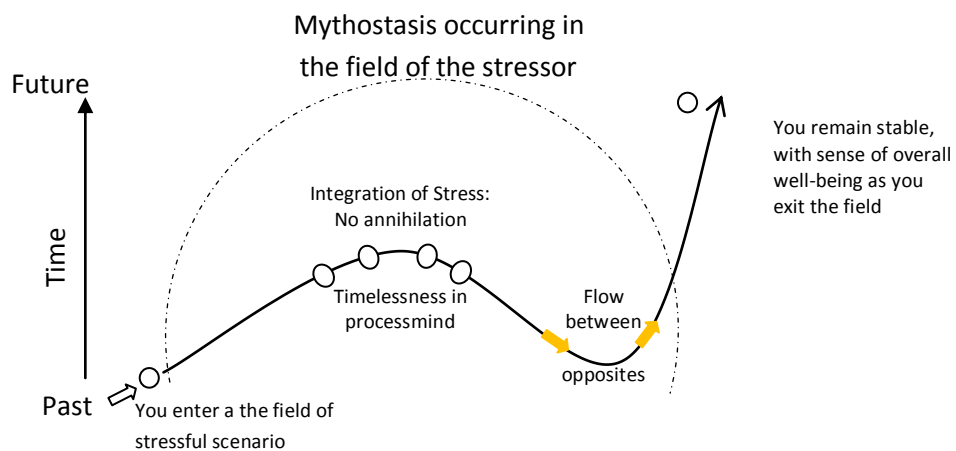 Mythostasis occurring in
the field of the stressor
Future
You remain stable,
with sense of overall
well-being as you
exit the field
Integration of Stress:
No annihilation
Time
Timelessness in
processmind
Flow
between
opposites
Past
You enter a the field of
stressful scenario